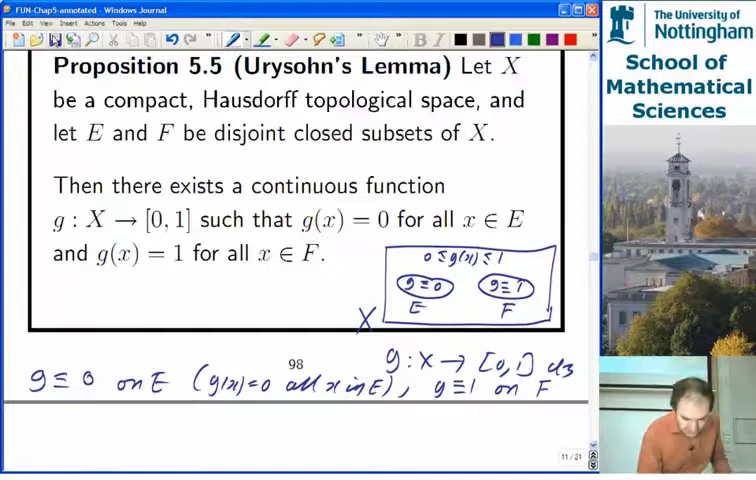 FUN-Chap5-annotated - Windows Journal
File Edit View Insert Actions Tools Help
Proposition 5.5 (Urysohn's Lemma) Let X
be a compact, Hausdorff topological space, and
let E and F be disjoint closed subsets of X.
Then there exists a continuous function
g : X → [0, 1] such that g(x) = 0 for all x ∈ E
and g(x) = 1 for all x ∈ F.
0 ≤ g(x) ≤ 1
g ≡ 0 g ≡ 1
E F
X
98
g : X → [0, 1] cts
g ≡ 0 on E (g(x)=0 all x in E), g ≡ 1 on F
11 / 21
The University of
Nottingham
School of
Mathematical
Sciences